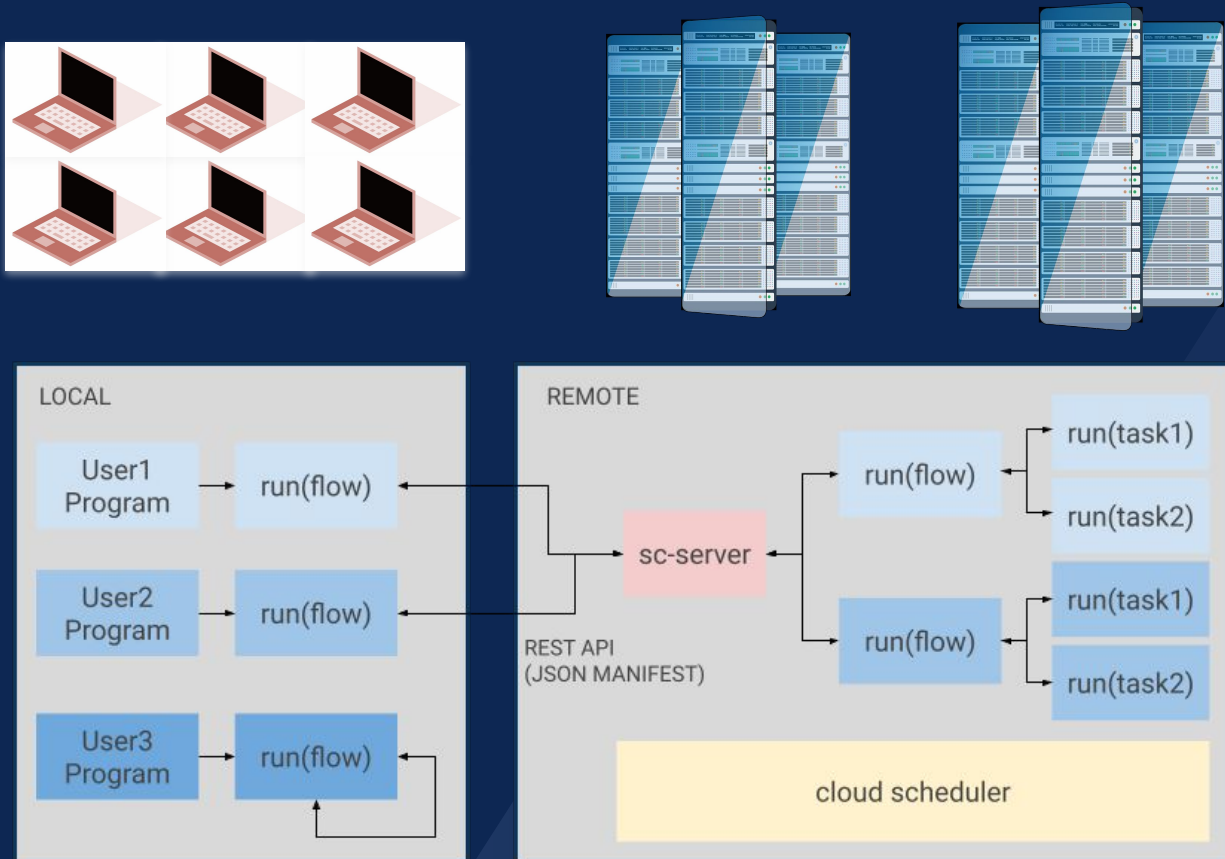 LOCAL
User1
Program
run(flow)
User2
Program
run(flow)
User3
Program
run(flow)
REMOTE
REST API
(JSON MANIFEST)
sc-server
run(flow)
run(task1)
run(task2)
run(flow)
run(task1)
run(task2)
cloud scheduler